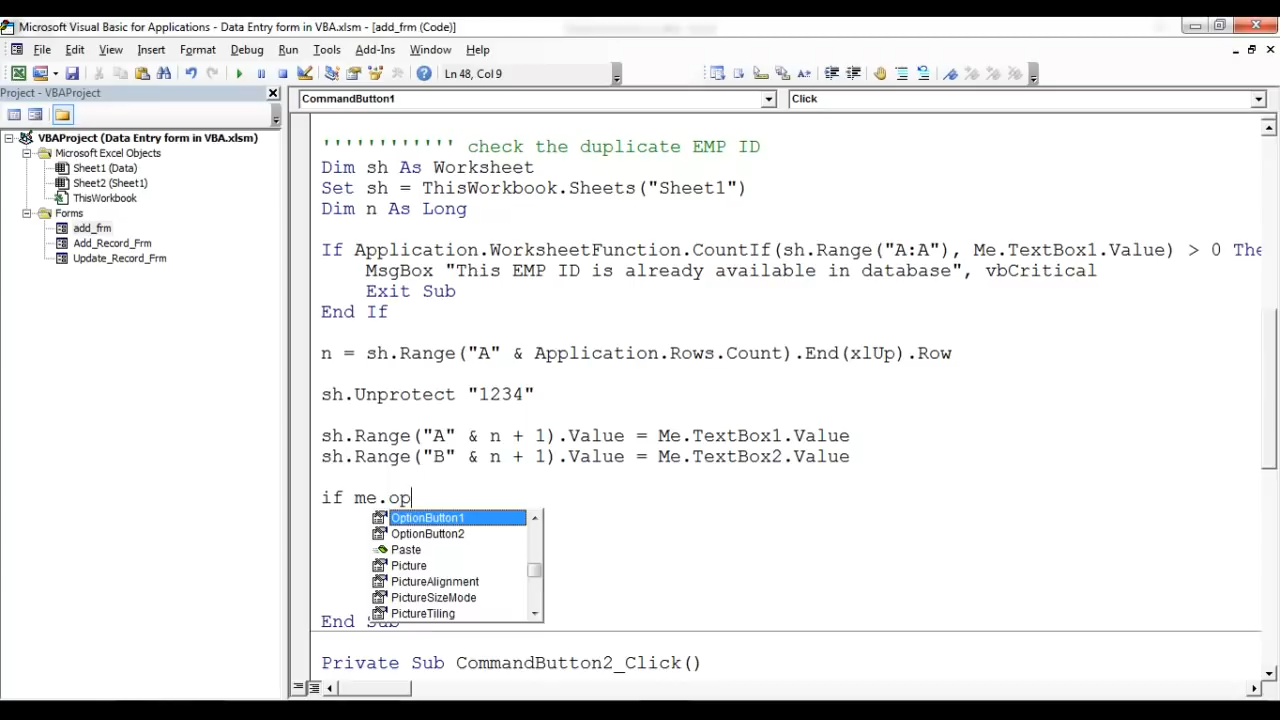 Microsoft Visual Basic for Applications - Data Entry form in VBA.xlsm - [add_frm (Code)]
File Edit View Insert Format Debug Run Tools Add-Ins Window Help
Ln 48, Col 9
Project - VBAProject
CommandButton1 Click
VBAProject (Data Entry form in VBA.xlsm)
Microsoft Excel Objects
Sheet1 (Data)
Sheet2 (Sheet1)
ThisWorkbook
Forms
add_frm
Add_Record_Frm
Update_Record_Frm
'''''''''''' check the duplicate EMP ID
Dim sh As Worksheet
Set sh = ThisWorkbook.Sheets("Sheet1")
Dim n As Long
If Application.WorksheetFunction.CountIf(sh.Range("A:A"), Me.TextBox1.Value) > 0 The
MsgBox "This EMP ID is already available in database", vbCritical
Exit Sub
End If
n = sh.Range("A" & Application.Rows.Count).End(xlUp).Row
sh.Unprotect "1234"
sh.Range("A" & n + 1).Value = Me.TextBox1.Value
sh.Range("B" & n + 1).Value = Me.TextBox2.Value
if me.op
OptionButton1
OptionButton2
Paste
Picture
PictureAlignment
PictureSizeMode
PictureTiling
End Sub
Private Sub CommandButton2_Click()